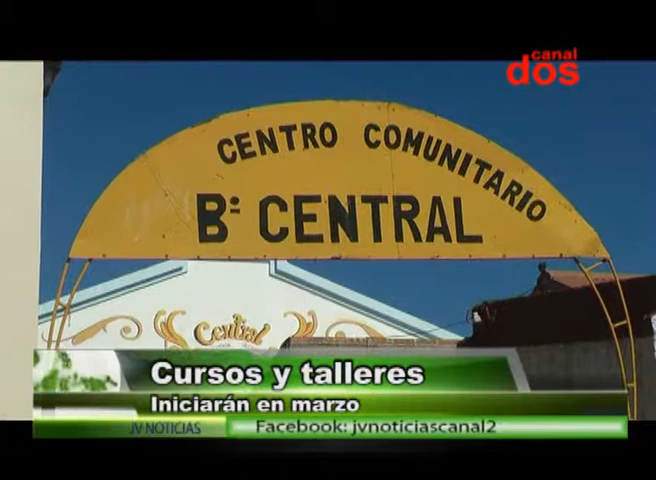 canal
dos
CENTRO COMUNITARIO
Bº CENTRAL
Central
Cursos y talleres
Iniciarán en marzo
JV NOTICIAS
Facebook: jvnoticiascanal2